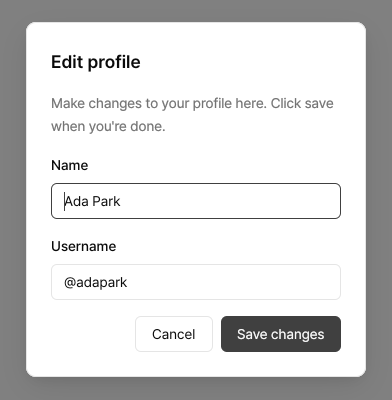 Edit profile
Make changes to your profile here. Click save
when you're done.
Name
Ada Park
Username
@adapark
Cancel
Save changes